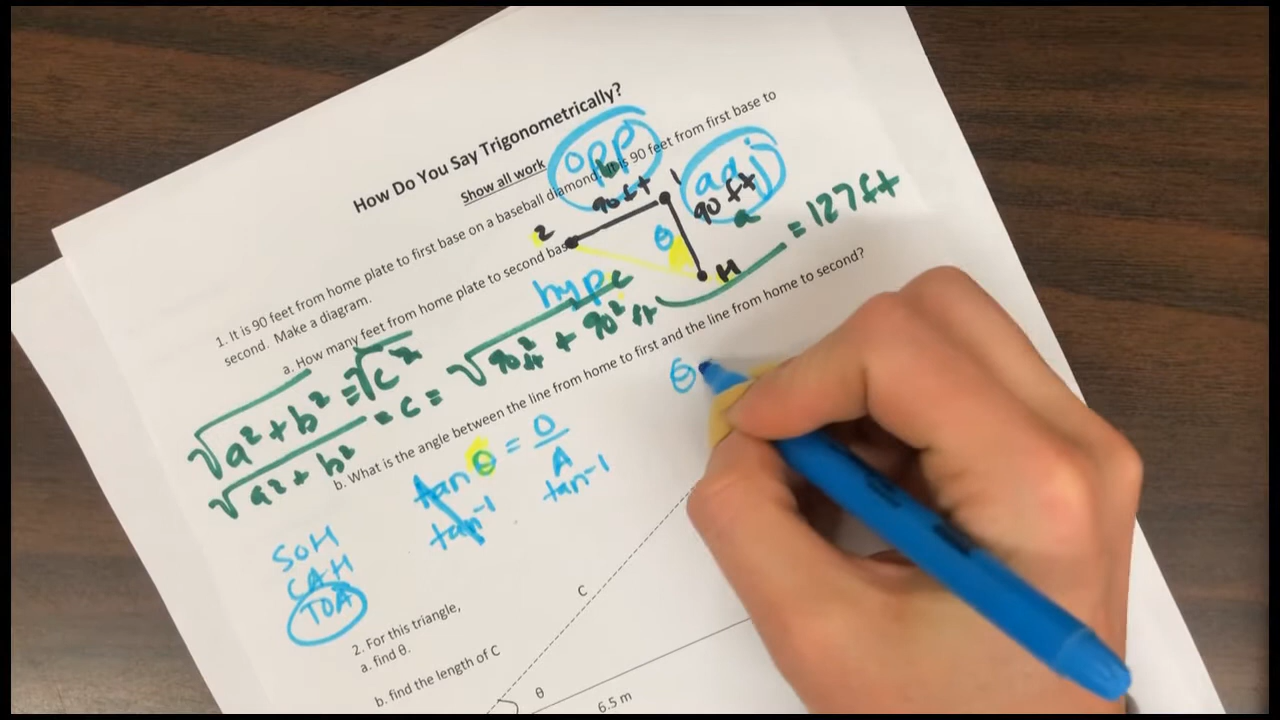 How Do You Say Trigonometrically?
Show all work
opp
adj
1. It is 90 feet from home plate to first base on a baseball diamond. It is 90 feet from first base to
second. Make a diagram.
90 ft
1
90 ft
a
2
θ
H
hyp c
= 127 ft
a. How many feet from home plate to second bas
√a² + b² = √c²
√a² + b² = c = √90² ft + 90² ft
b. What is the angle between the line from home to first and the line from home to second?
tan θ = O
A
tan⁻¹ tan⁻¹
θ
SOH
CAH
TOA
2. For this triangle,
a. find θ.
b. find the length of C
C
θ
6.5 m